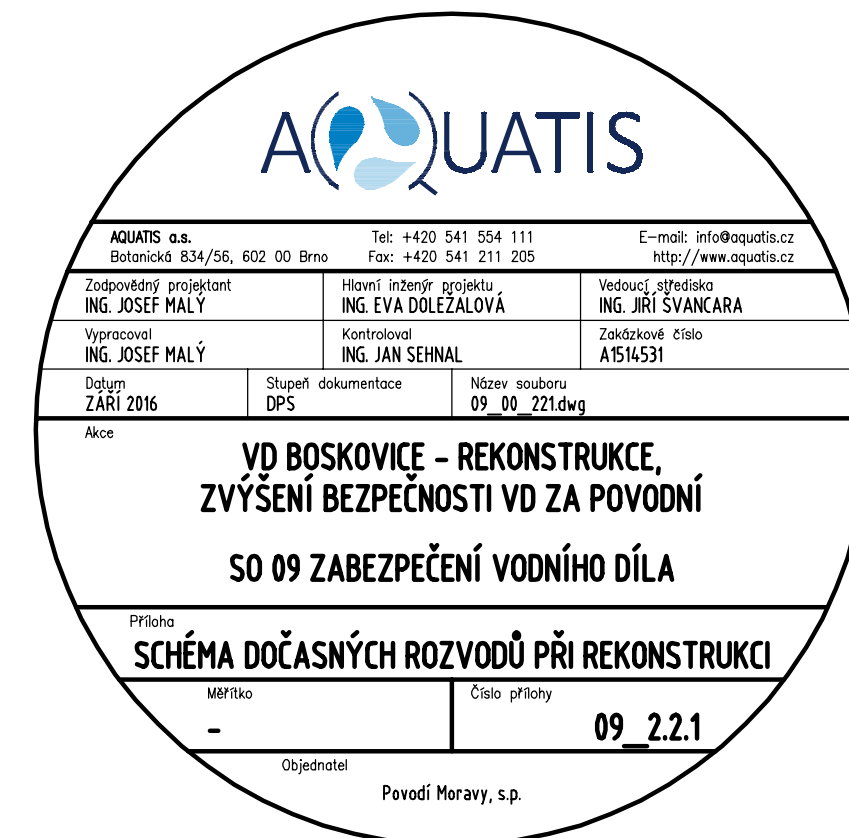 AQUATIS
AQUATIS a.s. Tel: +420 541 554 111 E-mail: info@aquatis.cz
Botanická 834/56, 602 00 Brno Fax: +420 541 211 205 http://www.aquatis.cz
Zodpovědný projektant Hlavní inženýr projektu Vedoucí střediska
ING. JOSEF MALÝ ING. EVA DOLEŽALOVÁ ING. JIŘÍ ŠVANCARA
Vypracoval Kontroloval Zakázkové číslo
ING. JOSEF MALÝ ING. JAN SEHNAL A1514531
Datum Stupeň dokumentace Název souboru
ZÁŘÍ 2016 DPS 09_00_221.dwg
Akce
VD BOSKOVICE - REKONSTRUKCE,
ZVÝŠENÍ BEZPEČNOSTI VD ZA POVODNÍ
SO 09 ZABEZPEČENÍ VODNÍHO DÍLA
Příloha
SCHÉMA DOČASNÝCH ROZVODŮ PŘI REKONSTRUKCI
Měřítko Číslo přílohy
- 09_2.2.1
Objednatel
Povodí Moravy, s.p.